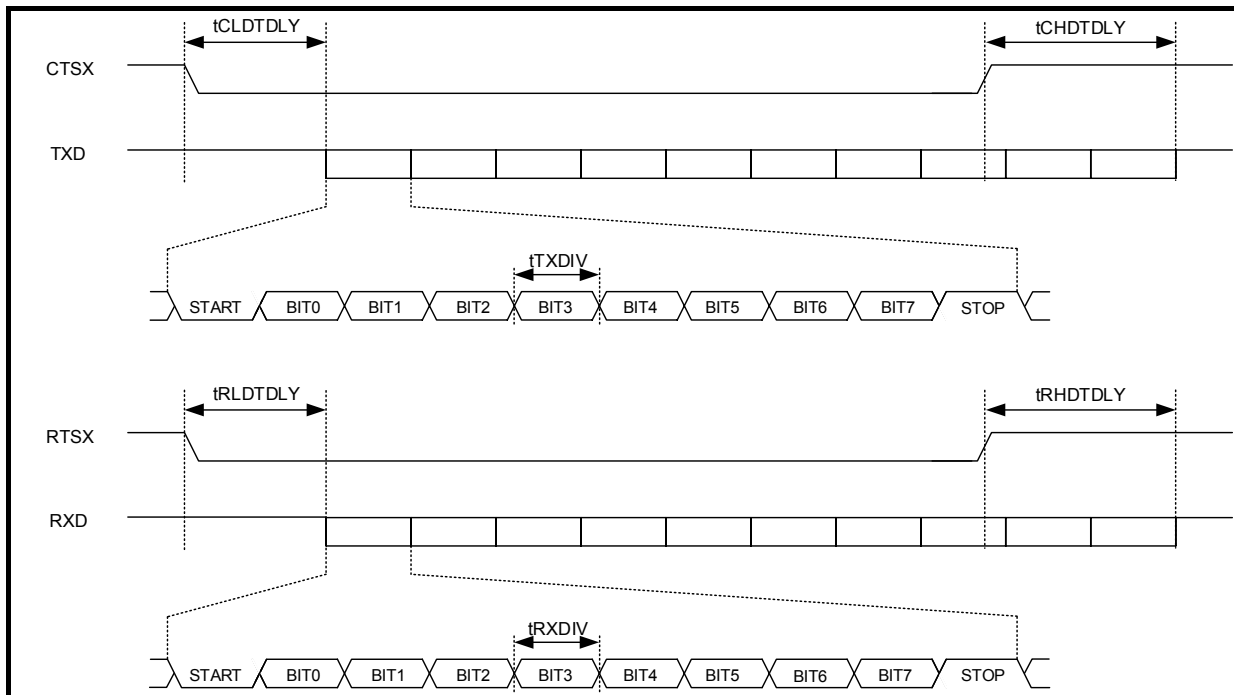 tCLDTDLY tCHDTDLY
CTSX
TXD
tTXDIV
START BIT0 BIT1 BIT2 BIT3 BIT4 BIT5 BIT6 BIT7 STOP
tRLDTDLY tRHDTDLY
RTSX
RXD
tRXDIV
START BIT0 BIT1 BIT2 BIT3 BIT4 BIT5 BIT6 BIT7 STOP